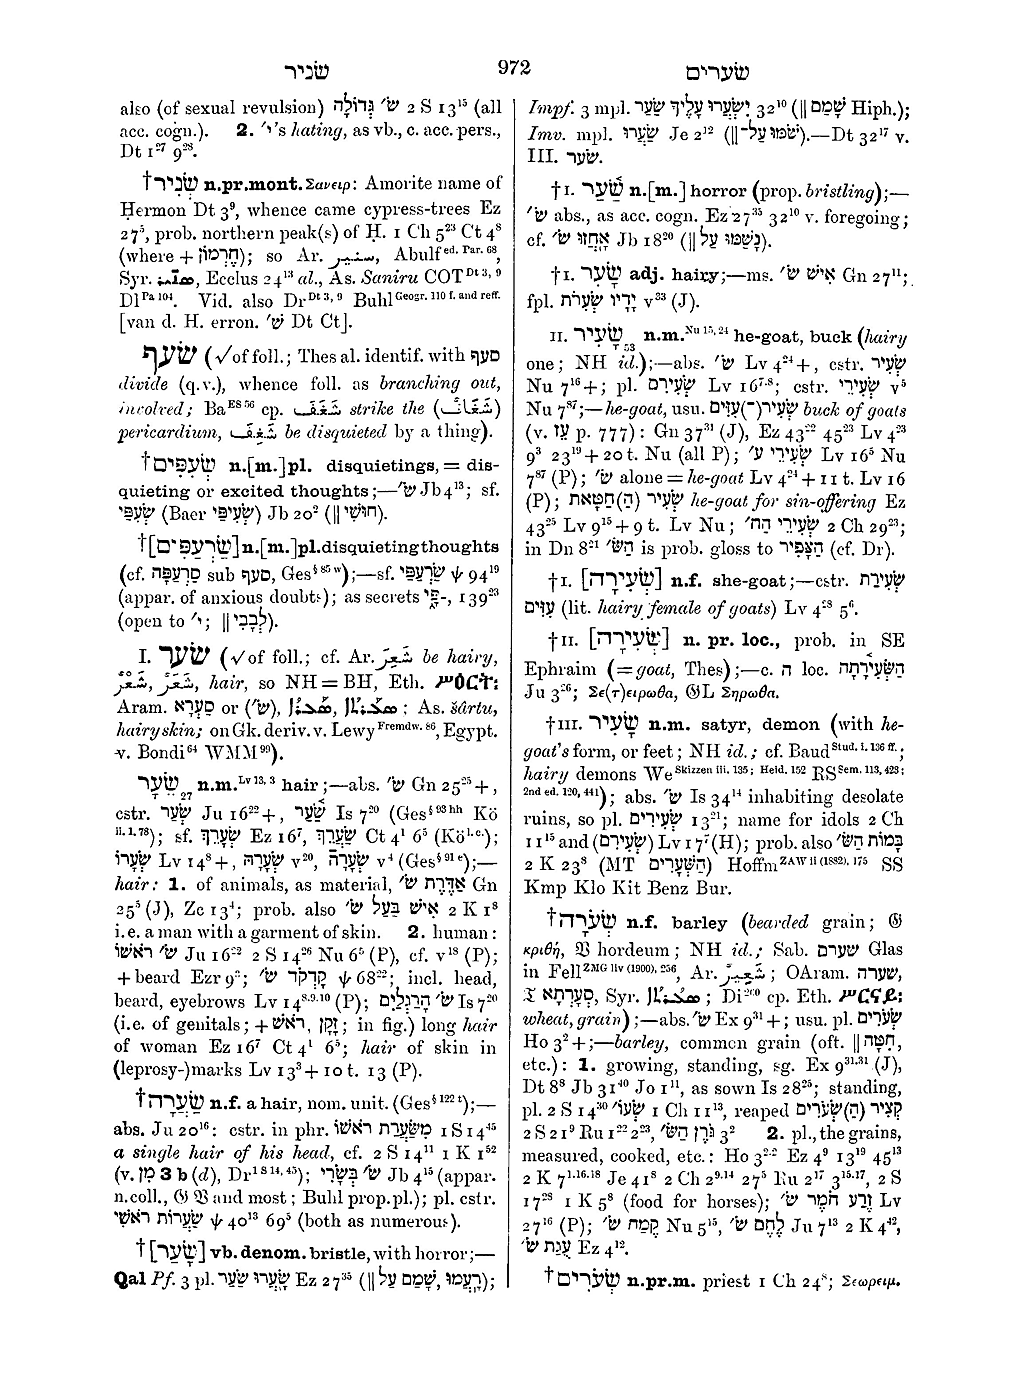 שׂניר
972
שׂערים
also (of sexual revulsion) שׂ׳ גְּדוֹלָה 2 S 13¹⁵ (all
acc. cogn.). 2. ׳י's hating, as vb., c. acc. pers.,
Dt 1²⁷ 9²⁸.
†שְׂנִיר n.pr.mont. Σανειρ: Amorite name of
Hermon Dt 3⁹, whence came cypress-trees Ez
27⁵, prob. northern peak(s) of H. 1 Ch 5²³ Ct 4⁸
(where + חֶרְמוֹן); so Ar. سنير, Abulf ed. Par. 68,
Syr. Ecclus 24¹³ al., As. Saniru COT Dt 3, 9
Dl Pa 104. Vid. also Dr Dt 3, 9 Buhl Geogr. 110 f. and reff.
[van d. H. erron. שׁ׳ Dt Ct].
שׂעף (√ of foll.; Thes al. identif. with סעף
divide (q.v.), whence foll. as branching out,
involved; Ba ES 56 cp. شغف strike the (شَغَاف)
pericardium, شغف be disquieted by a thing).
†שְׂעִפִּים n.[m.]pl. disquietings, = dis-
quieting or excited thoughts;—שׂ׳ Jb 4¹³; sf.
שְׂעִפַּי (Baer שְׂעִיפַּי) Jb 20² (‖ חוּשִׁי).
†[שַׂרְעַפִּים] n.[m.]pl. disquieting thoughts
(cf. סַרְעַפָּה sub סעף, Ges § 85 w);—sf. שַׂרְעַפַּי ψ 94¹⁹
(appar. of anxious doubts); as secrets ־פָּי, 139²³
(open to י׳; ‖ לְבָבִי).
I. שׂער (√ of foll.; cf. Ar. شعر be hairy,
شَعْر, شَعَر, hair, so NH = BH, Eth.
Aram. סַעֲרָא or (שׂ׳), As. šârtu,
hairy skin; on Gk. deriv. v. Lewy Fremdw. 86, Egypt.
v. Bondi 64 WMM 99).
שֵׂעָר 27 n.m. Lv 13, 3 hair;—abs. שׂ׳ Gn 25²⁵ +,
cstr. שְׂעַר Ju 16²² +, שַׂעַר Is 7²⁰ (Ges § 93 hh Kö
ii. 1. 78); sf. שְׂעָרֵךְ Ez 16⁷, שַׂעְרֵךְ Ct 4¹ 6⁵ (Kö l.c.);
שְׂעָרוֹ Lv 14⁸ +, שְׂעָרָהּ v²⁰, שְׂעָרָה v⁴ (Ges § 91 e);—
hair: 1. of animals, as material, אַדֶּרֶת שׂ׳ Gn
25⁵ (J), Zc 13⁴; prob. also אִישׁ בַּעַל שׂ׳ 2 K 1⁸
i.e. a man with a garment of skin. 2. human:
שׂ׳ רֹאשׁוֹ Ju 16²² 2 S 14²⁶ Nu 6⁵ (P), cf. v¹⁸ (P);
+ beard Ezr 9³; קָדְקֹד שׂ׳ ψ 68²²; incl. head,
beard, eyebrows Lv 14⁸·⁹·¹⁰ (P); שׂ׳ הָרַגְלַיִם Is 7²⁰
(i.e. of genitals; + רֹאשׁ, זָקָן; in fig.) long hair
of woman Ez 16⁷ Ct 4¹ 6⁵; hair of skin in
(leprosy-)marks Lv 13³ + 10 t. 13 (P).
†שַׂעֲרָה n.f. a hair, nom. unit. (Ges § 122 t);—
abs. Ju 20¹⁶: cstr. in phr. מִשַּׂעֲרַת רֹאשׁוֹ 1 S 14⁴⁵
a single hair of his head, cf. 2 S 14¹¹ 1 K 1⁵²
(v. מִן 3 b (d), Dr 1 S 14, 45); שׂ׳ בְּשָׂרִי Jb 4¹⁵ (appar.
n.coll., 𝔊 𝔙 and most; Buhl prop. pl.); pl. cstr.
שַׂעֲרוֹת רֹאשִׁי ψ 40¹³ 69⁵ (both as numerous).
†[שָׂעַר] vb. denom. bristle, with horror;—
Qal Pf. 3 pl. שָׂעֲרוּ שַׂעַר Ez 27³⁵ (‖ שָׁמַם עַל, רָעֲמוּ);
Impf. 3 mpl. יִשְׂעֲרוּ עָלֶיךָ שַׂעַר 32¹⁰ (‖ שָׁמַם Hiph.);
Imv. mpl. שַׂעֲרוּ Je 2¹² (‖ שֹׁמּוּ עַל־).—Dt 32¹⁷ v.
III. שׂער.
†I. שַׂעַר n.[m.] horror (prop. bristling);—
שׂ׳ abs., as acc. cogn. Ez 27³⁵ 32¹⁰ v. foregoing;
cf. אָחֲזוּ שׂ׳ Jb 18²⁰ (‖ נָשַׁמּוּ עַל).
†I. שָׂעִר adj. hairy;—ms. אִישׁ שׂ׳ Gn 27¹¹;
fpl. יָדָיו שְׂעִרֹת v²³ (J).
II. שָׂעִיר 53 n.m. Nu 15, 24 he-goat, buck (hairy
one; NH id.);—abs. שׂ׳ Lv 4²⁴ +, cstr. שְׂעִיר
Nu 7¹⁶ +; pl. שְׂעִירִם Lv 16⁷·⁸; cstr. שְׂעִירֵי v⁵
Nu 7⁸⁷;—he-goat, usu. שְׂעִיר(־)עִזִּים buck of goats
(v. עֵז p. 777): Gn 37³¹ (J), Ez 43²² 45²³ Lv 4²³
9³ 23¹⁹ + 20 t. Nu (all P); שְׂעִירֵי ע׳ Lv 16⁵ Nu
7⁸⁷ (P); שׂ׳ alone = he-goat Lv 4²⁴ + 11 t. Lv 16
(P); שְׂעִיר (הַ)חַטָּאת he-goat for sin-offering Ez
43²⁵ Lv 9¹⁵ + 9 t. Lv Nu; שְׂעִירֵי הַח׳ 2 Ch 29²³;
in Dn 8²¹ הַשּׂ׳ is prob. gloss to הַצָּפִיר (cf. Dr).
†I. [שְׂעִירָה] n.f. she-goat;—cstr. שְׂעִירַת
עִזִּים (lit. hairy female of goats) Lv 4²⁸ 5⁶.
†II. [שְׂעִירָה] n. pr. loc., prob. in SE
Ephraim (= goat, Thes);—c. ה loc. הַשְּׂעִירָתָה
Ju 3²⁶; Σε(τ)ειρωθα, 𝔊L Σηρωθα.
†III. שָׂעִיר n.m. satyr, demon (with he-
goat's form, or feet; NH id.; cf. Baud Stud. i. 136 ff.;
hairy demons We Skizzen iii. 135; Held. 152 RS Sem. 113, 423;
2nd ed. 120, 441); abs. שׂ׳ Is 34¹⁴ inhabiting desolate
ruins, so pl. שְׂעִירִים 13²¹; name for idols 2 Ch
11¹⁵ and (שְׂעִירִם) Lv 17⁷ (H); prob. also בָּמוֹת הַשּׂ׳
2 K 23⁸ (MT הַשְּׁעָרִים) Hoffm ZAW ii (1882), 175 SS
Kmp Klo Kit Benz Bur.
†שְׂעֹרָה n.f. barley (bearded grain; 𝔊
κριθή, 𝔙 hordeum; NH id.; Sab. שערם Glas
in Fell ZMG liv (1900), 256, Ar. شعير; OAram. שערה,
𝔗 סָעֲרְתָא, Syr. ; Di 260 cp. Eth.
wheat, grain);—abs. שׂ׳ Ex 9³¹ +; usu. pl. שְׂעֹרִים
Ho 3² +;—barley, common grain (oft. ‖ חִטָּה,
etc.): 1. growing, standing, sg. Ex 9³¹·³¹ (J),
Dt 8⁸ Jb 31⁴⁰ Jo 1¹¹, as sown Is 28²⁵; standing,
pl. 2 S 14³⁰ שְׂעוֹ׳ 1 Ch 11¹³, reaped קְצִיר (הַ)שְּׂעֹרִים
2 S 21⁹ Ru 1²² 2²³, גֹּרֶן הַשּׂ׳ 3² 2. pl., the grains,
measured, cooked, etc.: Ho 3²·² Ez 4⁹ 13¹⁹ 45¹³
2 K 7¹·¹⁶·¹⁸ Je 41⁸ 2 Ch 2⁹·¹⁴ 27⁵ Ru 2¹⁷ 3¹⁵·¹⁷, 2 S
17²⁸ 1 K 5⁸ (food for horses); זֶרַע חֹמֶר שׂ׳ Lv
27¹⁶ (P); קֶמַח שׂ׳ Nu 5¹⁵, לֶחֶם שׂ׳ Ju 7¹³ 2 K 4⁴²,
עֻגַת שׂ׳ Ez 4¹².
†שְׂעֹרִים n.pr.m. priest 1 Ch 24⁸; Σεωρειμ.